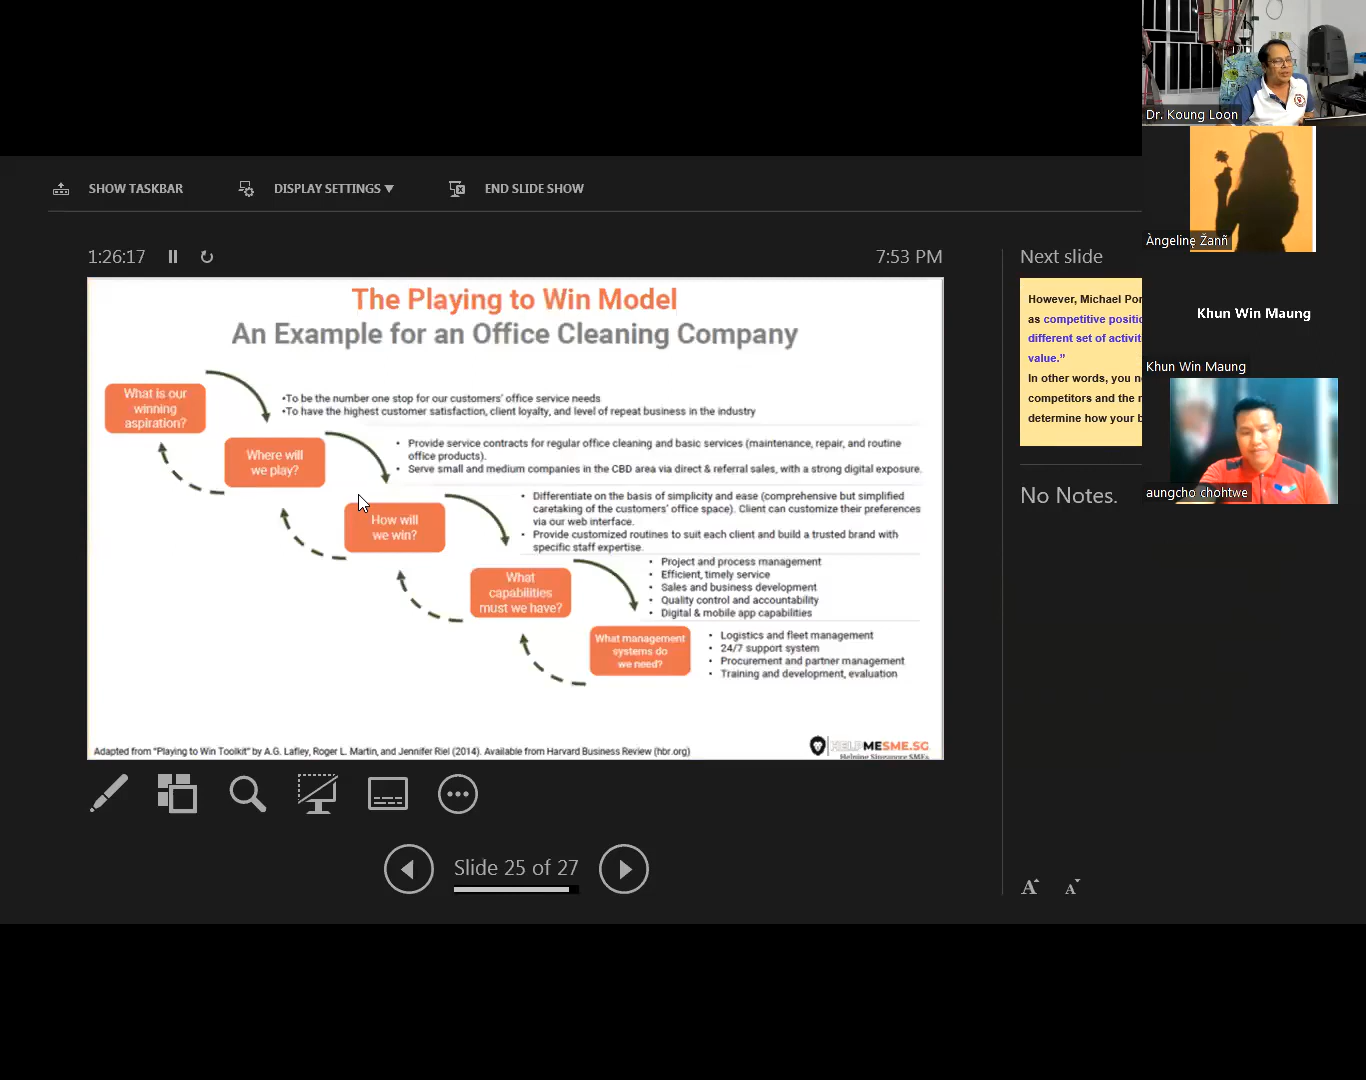 Dr. Koung Loon
SHOW TASKBAR
DISPLAY SETTINGS ▼
END SLIDE SHOW
Àngelinę Žanñ
1:26:17
7:53 PM
Next slide
The Playing to Win Model
An Example for an Office Cleaning Company
What is our
winning
aspiration?
•To be the number one stop for our customers' office service needs
•To have the highest customer satisfaction, client loyalty, and level of repeat business in the industry
Where will
we play?
• Provide service contracts for regular office cleaning and basic services (maintenance, repair, and routine
office products).
• Serve small and medium companies in the CBD area via direct & referral sales, with a strong digital exposure.
How will
we win?
• Differentiate on the basis of simplicity and ease (comprehensive but simplified
caretaking of the customers' office space). Client can customize their preferences
via our web interface.
• Provide customized routines to suit each client and build a trusted brand with
specific staff expertise.
What
capabilities
must we have?
• Project and process management
• Efficient, timely service
• Sales and business development
• Quality control and accountability
• Digital & mobile app capabilities
What management
systems do
we need?
• Logistics and fleet management
• 24/7 support system
• Procurement and partner management
• Training and development, evaluation
Adapted from "Playing to Win Toolkit" by A.G. Lafley, Roger L. Martin, and Jennifer Riel (2014). Available from Harvard Business Review (hbr.org)
HELPMESME.SG
Helping Singapore SMEs
However, Michael Por
as competitive positic
different set of activit
value."
In other words, you n
competitors and the r
determine how your b
Khun Win Maung
Khun Win Maung
aungcho chohtwe
No Notes.
Slide 25 of 27
A A